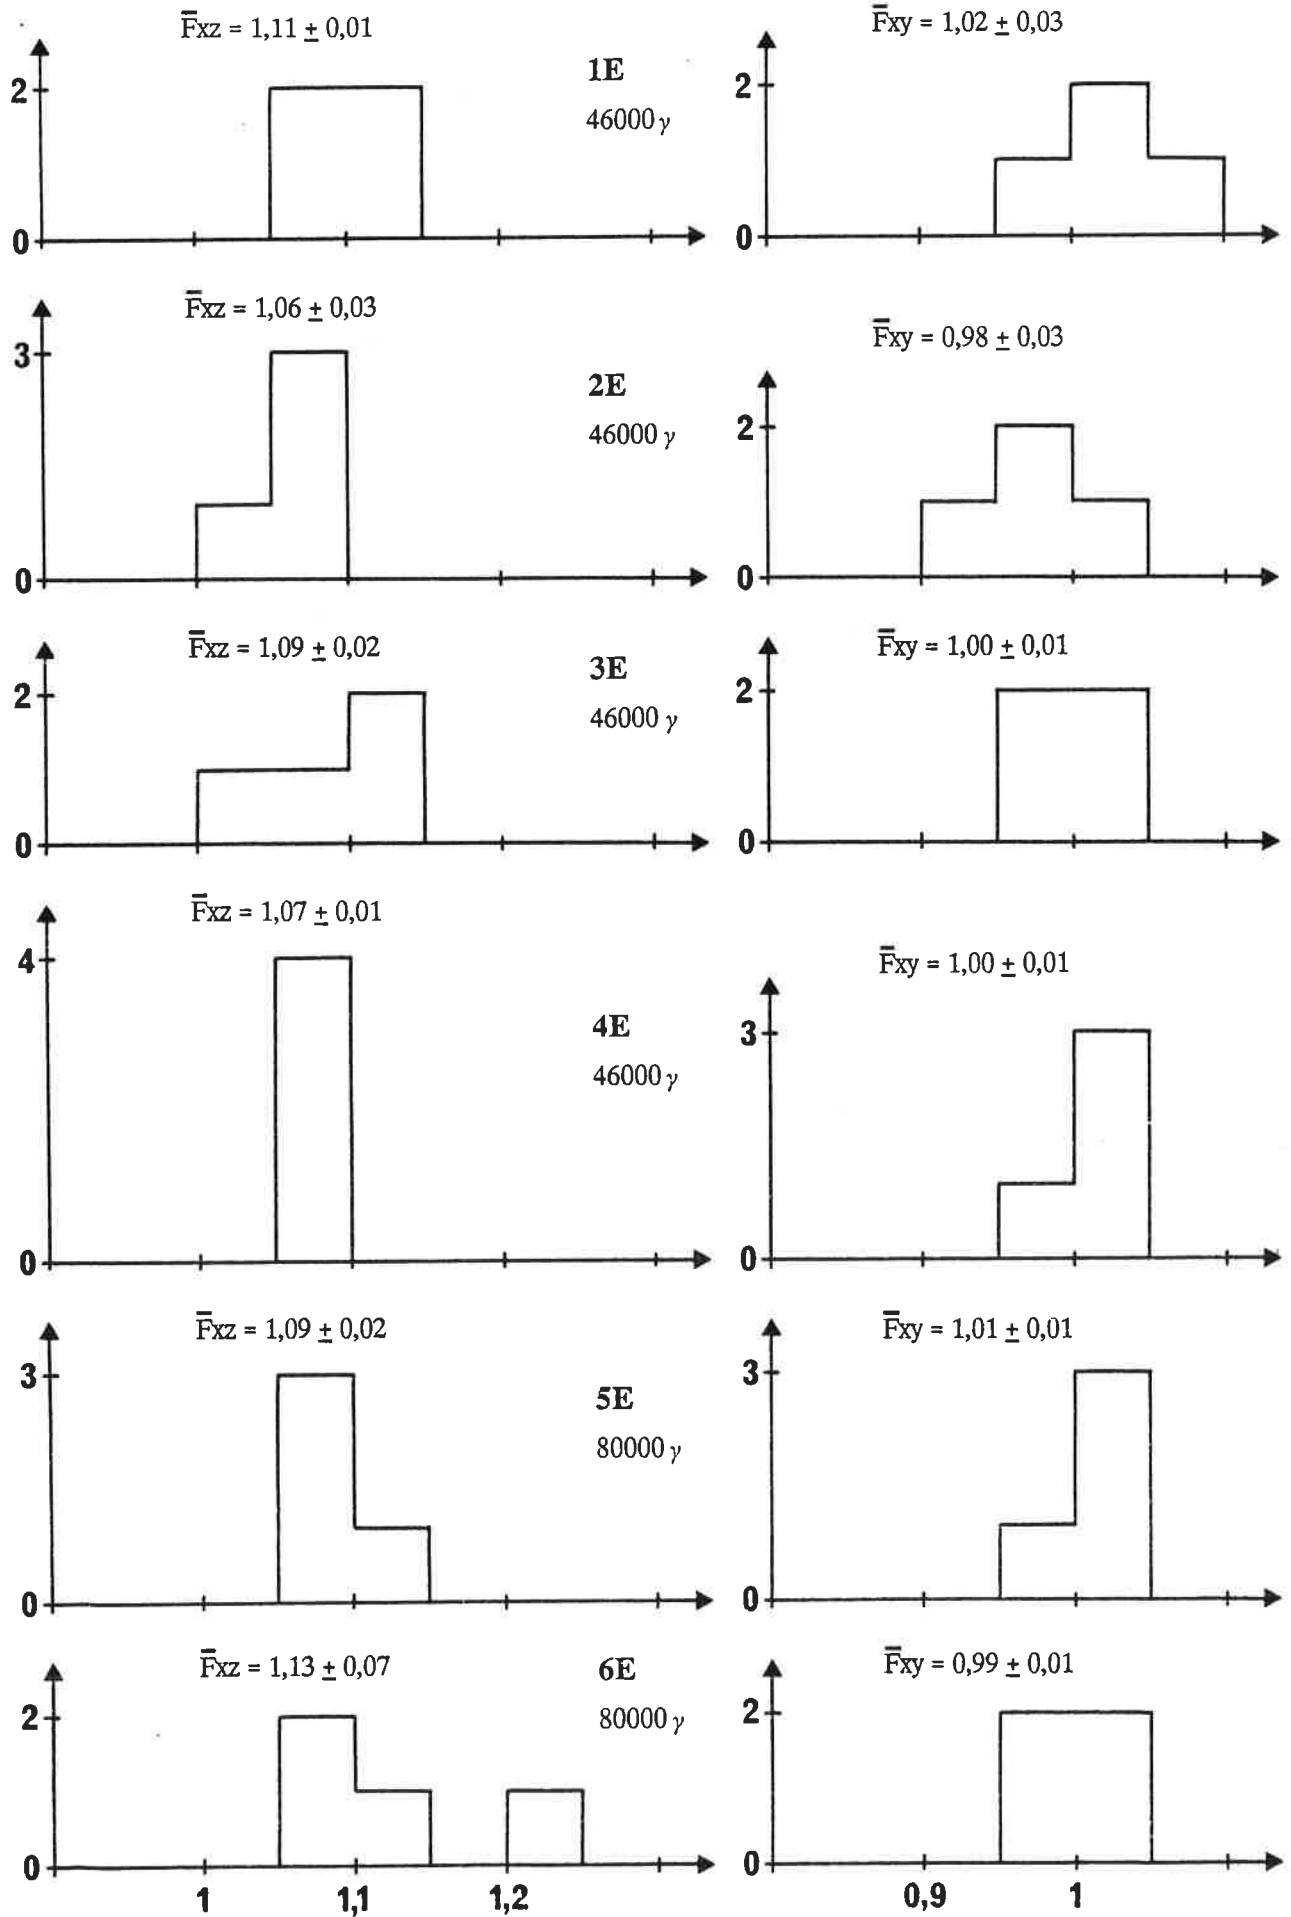 F̅xz = 1,11 ± 0,01
F̅xy = 1,02 ± 0,03
1E
46000 γ
2
0
2
0
F̅xz = 1,06 ± 0,03
F̅xy = 0,98 ± 0,03
2E
46000 γ
3
0
2
0
F̅xz = 1,09 ± 0,02
F̅xy = 1,00 ± 0,01
3E
46000 γ
2
0
2
0
F̅xz = 1,07 ± 0,01
F̅xy = 1,00 ± 0,01
4E
46000 γ
4
0
3
0
F̅xz = 1,09 ± 0,02
F̅xy = 1,01 ± 0,01
5E
80000 γ
3
0
3
0
F̅xz = 1,13 ± 0,07
F̅xy = 0,99 ± 0,01
6E
80000 γ
2
0
2
0
1 1,1 1,2
0,9 1